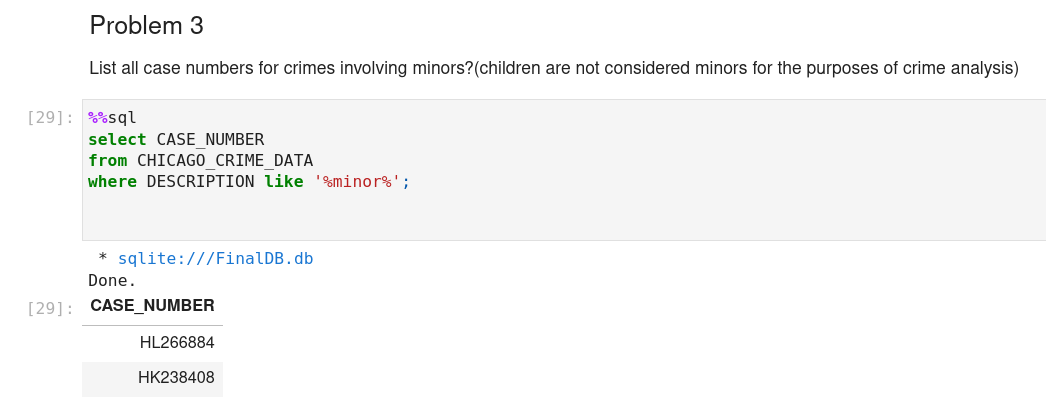 Problem 3
List all case numbers for crimes involving minors?(children are not considered minors for the purposes of crime analysis)
[29]: %%sql
select CASE_NUMBER
from CHICAGO_CRIME_DATA
where DESCRIPTION like '%minor%';
* sqlite:///FinalDB.db
Done.
[29]: CASE_NUMBER
HL266884
HK238408